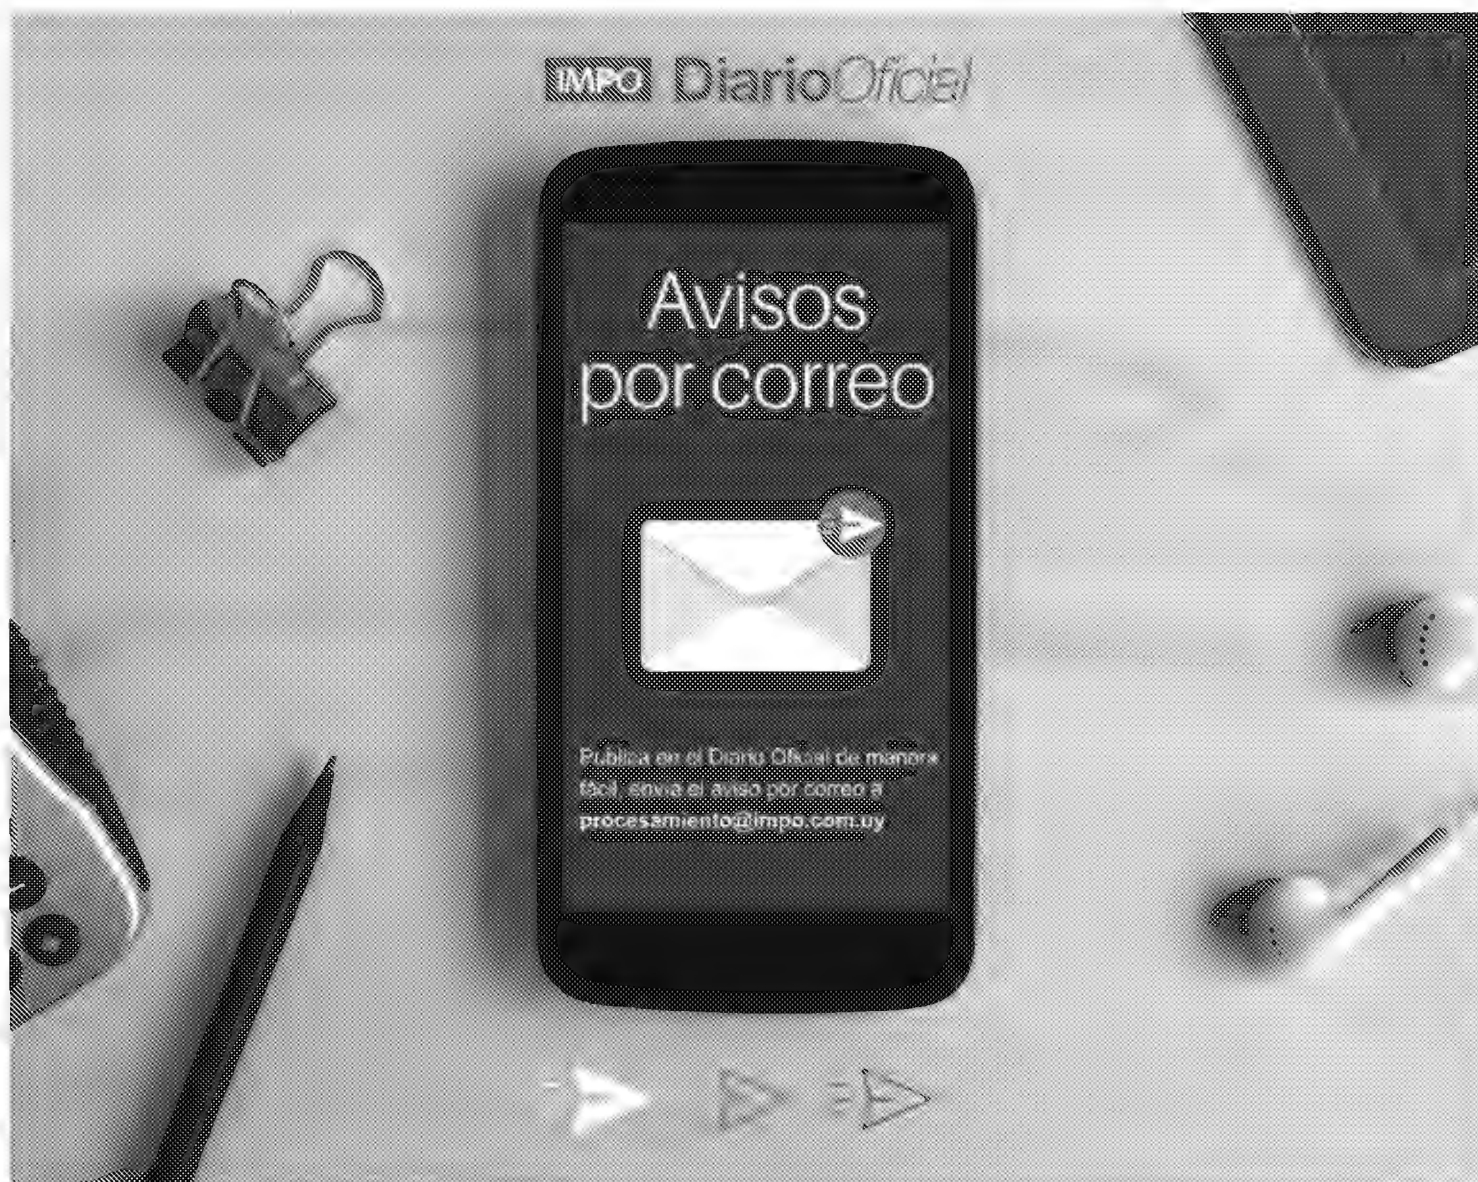 IMPO DiarioOficial
Avisos
por correo
Publica en el Diario Oficial de manera
fácil, envía el aviso por correo a
procesamiento@impo.com.uy